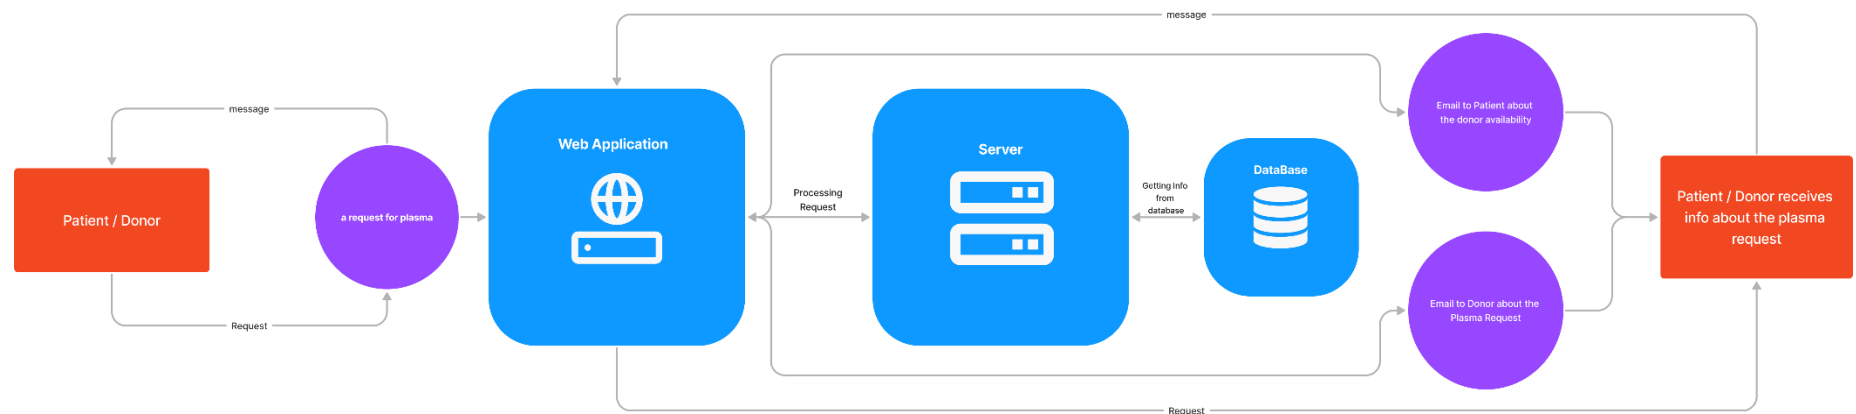 message
message
Email to Patient about
the donor availability
Web Application
Server
DataBase
Patient / Donor
a request for plasma
Processing
Request
Getting Info
from
database
Patient / Donor receives
info about the plasma
request
Email to Donor about the
Plasma Request
Request
Request